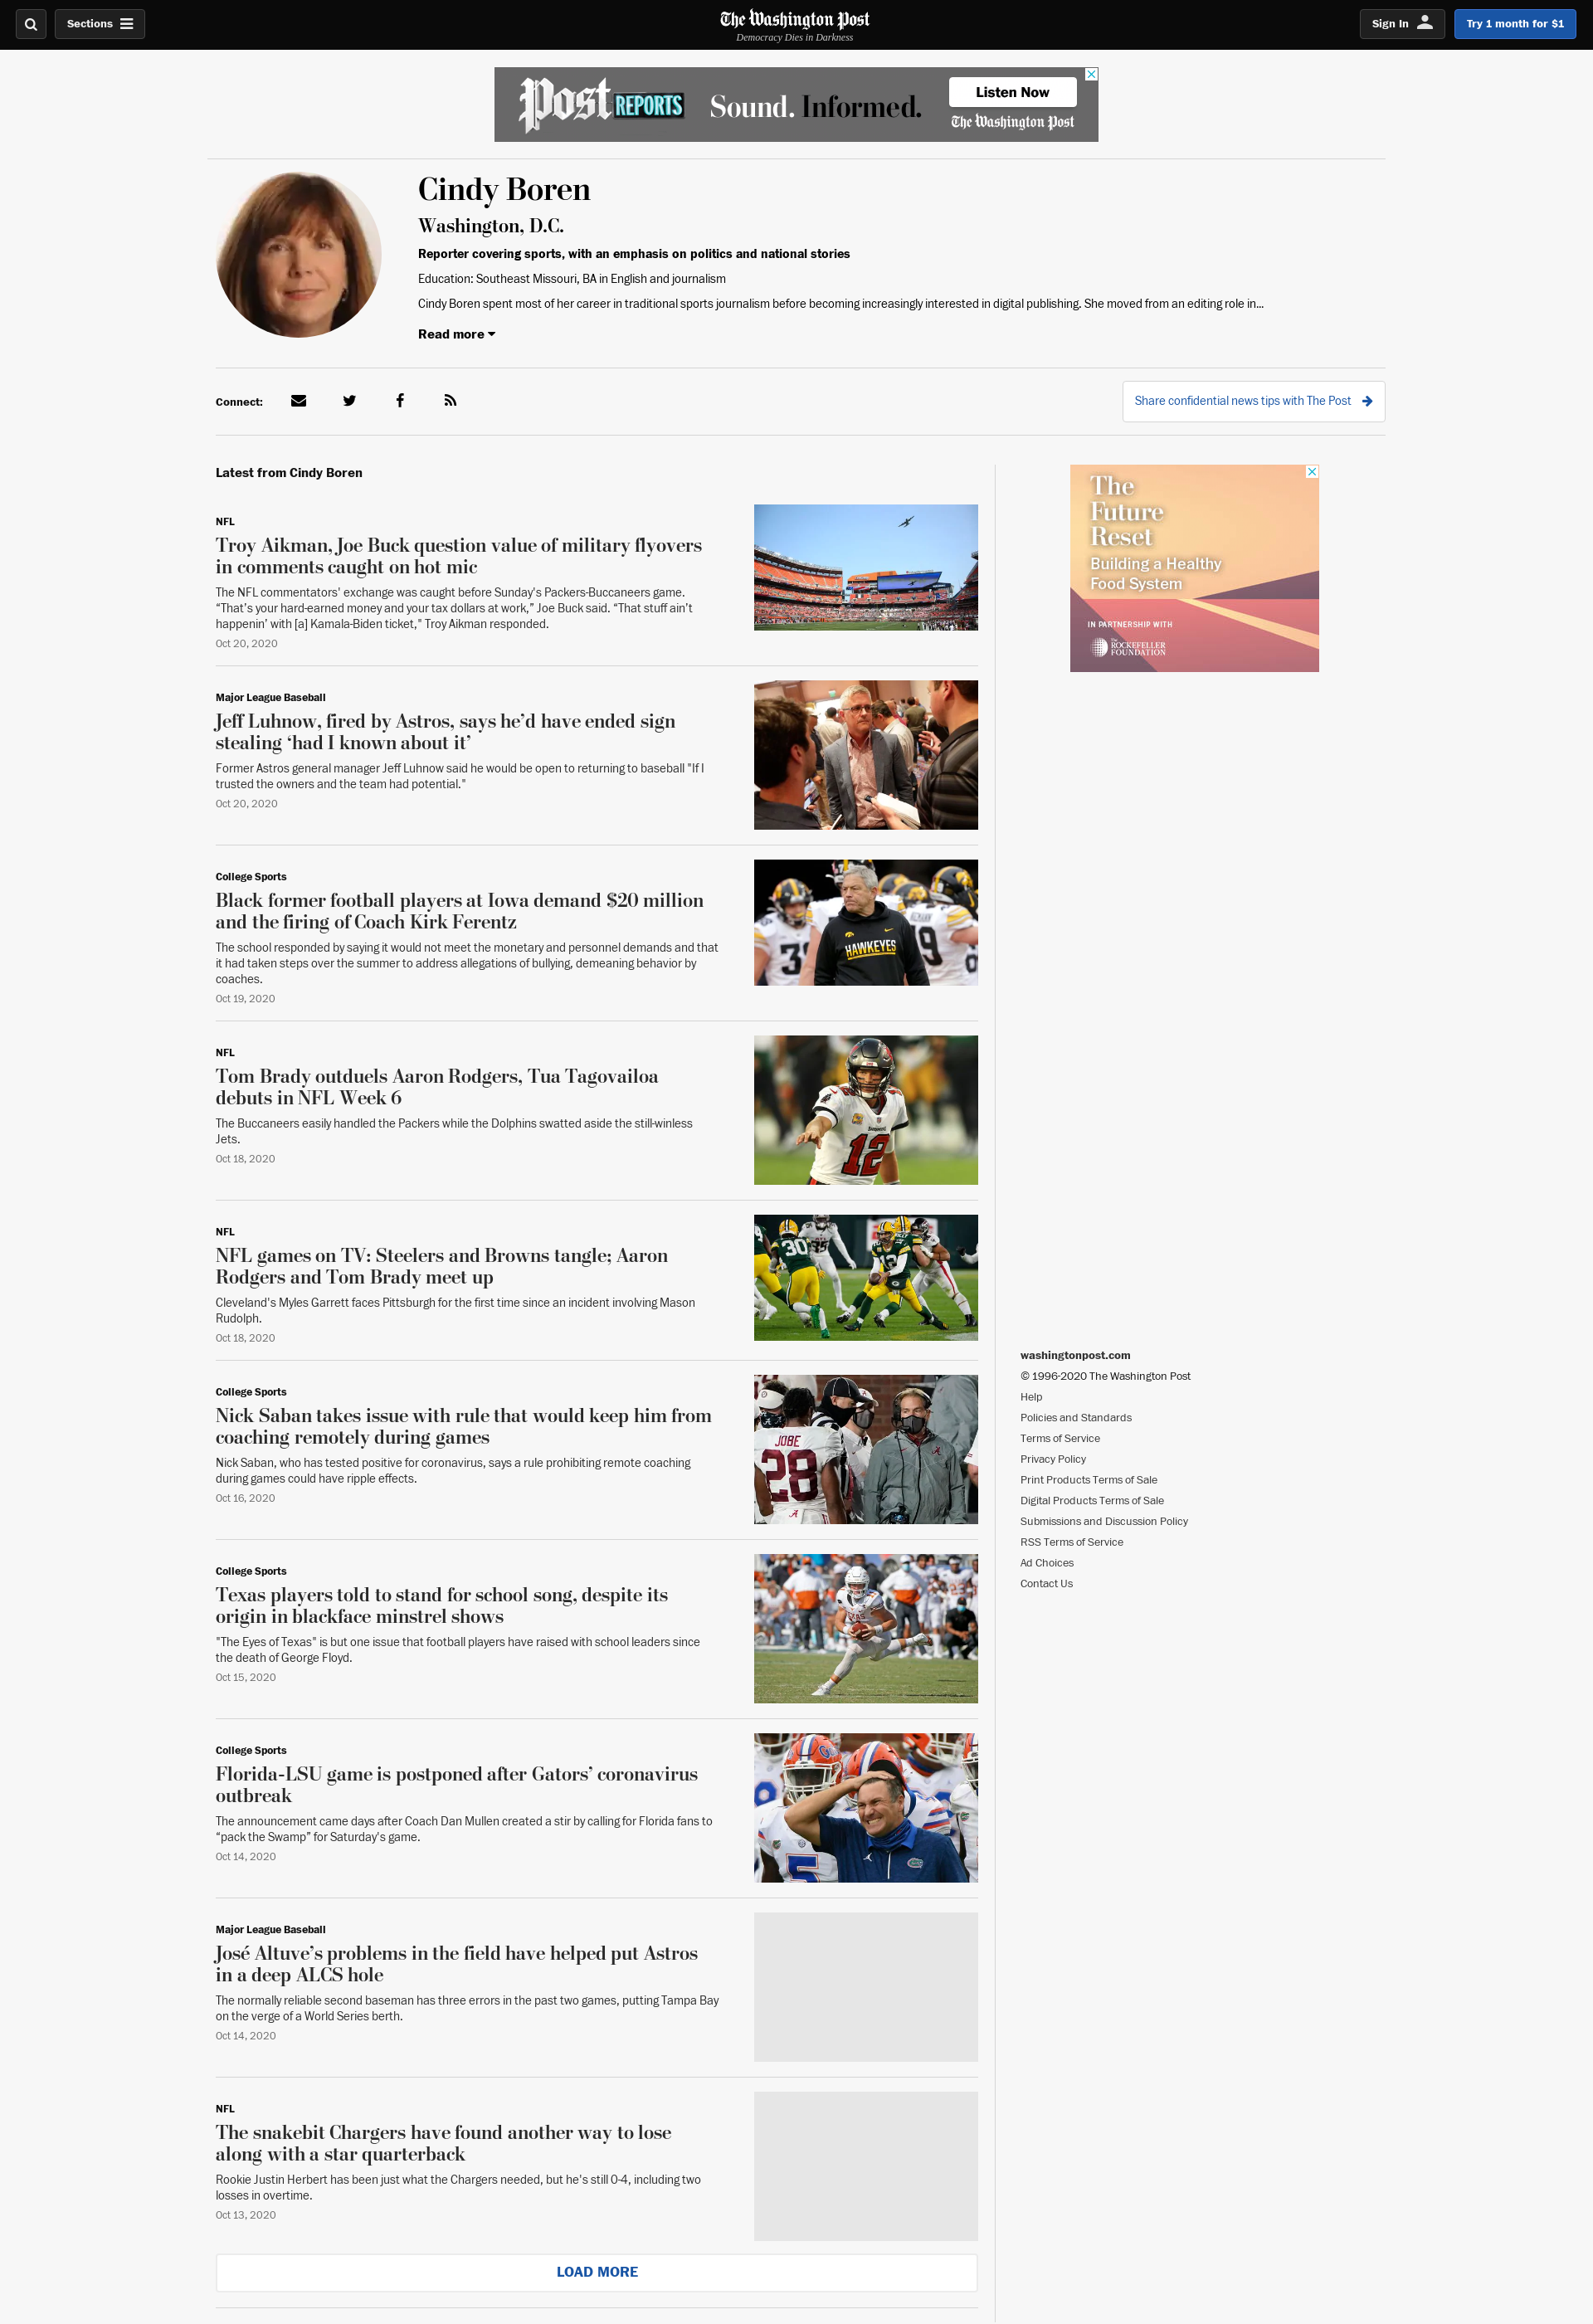 Sections
The Washington Post
Democracy Dies in Darkness
Sign In
Try 1 month for $1
Post REPORTS
Sound. Informed.
Listen Now
The Washington Post
Cindy Boren
Washington, D.C.
Reporter covering sports, with an emphasis on politics and national stories
Education: Southeast Missouri, BA in English and journalism
Cindy Boren spent most of her career in traditional sports journalism before becoming increasingly interested in digital publishing. She moved from an editing role in...
Read more
Connect:
Share confidential news tips with The Post
Latest from Cindy Boren
NFL
Troy Aikman, Joe Buck question value of military flyovers
in comments caught on hot mic
The NFL commentators' exchange was caught before Sunday's Packers-Buccaneers game.
“That’s your hard-earned money and your tax dollars at work,” Joe Buck said. “That stuff ain’t
happenin’ with [a] Kamala-Biden ticket," Troy Aikman responded.
Oct 20, 2020
Major League Baseball
Jeff Luhnow, fired by Astros, says he’d have ended sign
stealing ‘had I known about it’
Former Astros general manager Jeff Luhnow said he would be open to returning to baseball "If I
trusted the owners and the team had potential."
Oct 20, 2020
College Sports
Black former football players at Iowa demand $20 million
and the firing of Coach Kirk Ferentz
The school responded by saying it would not meet the monetary and personnel demands and that
it had taken steps over the summer to address allegations of bullying, demeaning behavior by
coaches.
Oct 19, 2020
HAWKEYES
NFL
Tom Brady outduels Aaron Rodgers, Tua Tagovailoa
debuts in NFL Week 6
The Buccaneers easily handled the Packers while the Dolphins swatted aside the still-winless
Jets.
Oct 18, 2020
12
NFL
NFL games on TV: Steelers and Browns tangle; Aaron
Rodgers and Tom Brady meet up
Cleveland's Myles Garrett faces Pittsburgh for the first time since an incident involving Mason
Rudolph.
Oct 18, 2020
30
12
College Sports
Nick Saban takes issue with rule that would keep him from
coaching remotely during games
Nick Saban, who has tested positive for coronavirus, says a rule prohibiting remote coaching
during games could have ripple effects.
Oct 16, 2020
JOBE
28
College Sports
Texas players told to stand for school song, despite its
origin in blackface minstrel shows
"The Eyes of Texas" is but one issue that football players have raised with school leaders since
the death of George Floyd.
Oct 15, 2020
College Sports
Florida-LSU game is postponed after Gators’ coronavirus
outbreak
The announcement came days after Coach Dan Mullen created a stir by calling for Florida fans to
“pack the Swamp” for Saturday's game.
Oct 14, 2020
5
Major League Baseball
José Altuve’s problems in the field have helped put Astros
in a deep ALCS hole
The normally reliable second baseman has three errors in the past two games, putting Tampa Bay
on the verge of a World Series berth.
Oct 14, 2020
NFL
The snakebit Chargers have found another way to lose
along with a star quarterback
Rookie Justin Herbert has been just what the Chargers needed, but he's still 0-4, including two
losses in overtime.
Oct 13, 2020
LOAD MORE
The
Future
Reset
Building a Healthy
Food System
IN PARTNERSHIP WITH
The
ROCKEFELLER
FOUNDATION
washingtonpost.com
© 1996-2020 The Washington Post
Help
Policies and Standards
Terms of Service
Privacy Policy
Print Products Terms of Sale
Digital Products Terms of Sale
Submissions and Discussion Policy
RSS Terms of Service
Ad Choices
Contact Us